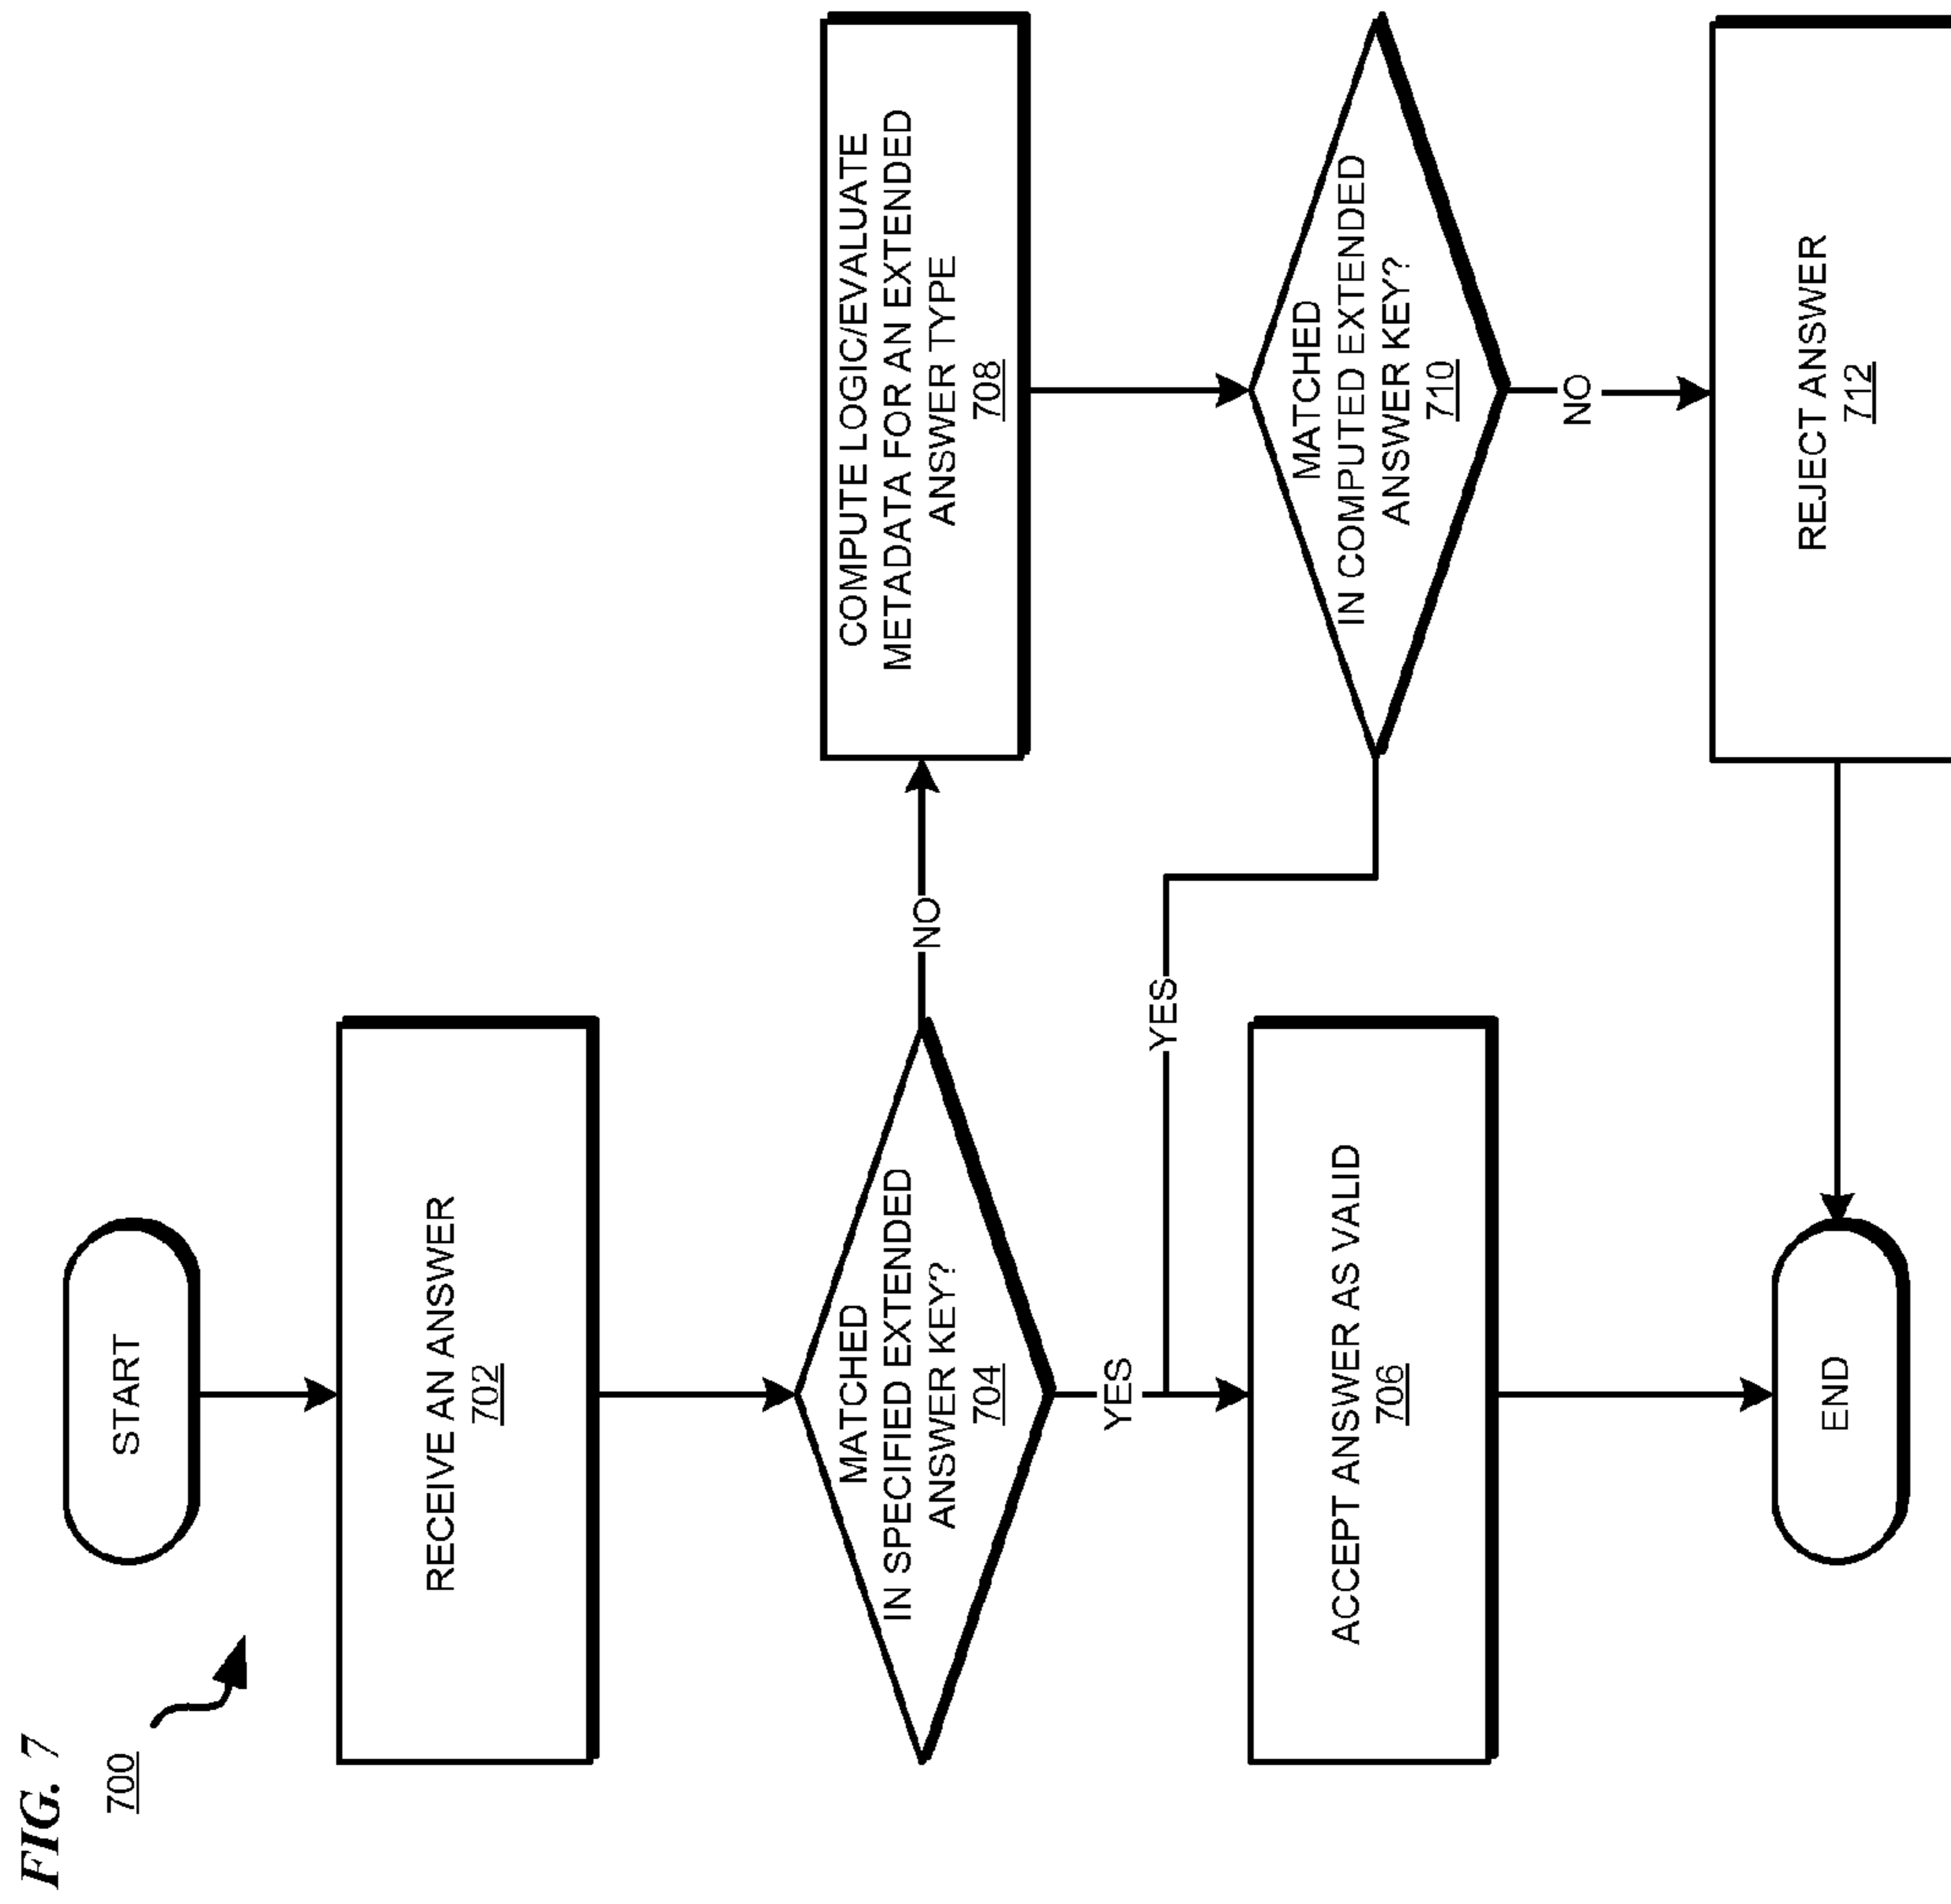 FIG. 7
700
START
RECEIVE AN ANSWER
702
MATCHED
IN SPECIFIED EXTENDED
ANSWER KEY?
704
NO
COMPUTE LOGIC/EVALUATE
METADATA FOR AN EXTENDED
ANSWER TYPE
708
YES
YES
MATCHED
IN COMPUTED EXTENDED
ANSWER KEY?
710
ACCEPT ANSWER AS VALID
706
NO
REJECT ANSWER
712
END